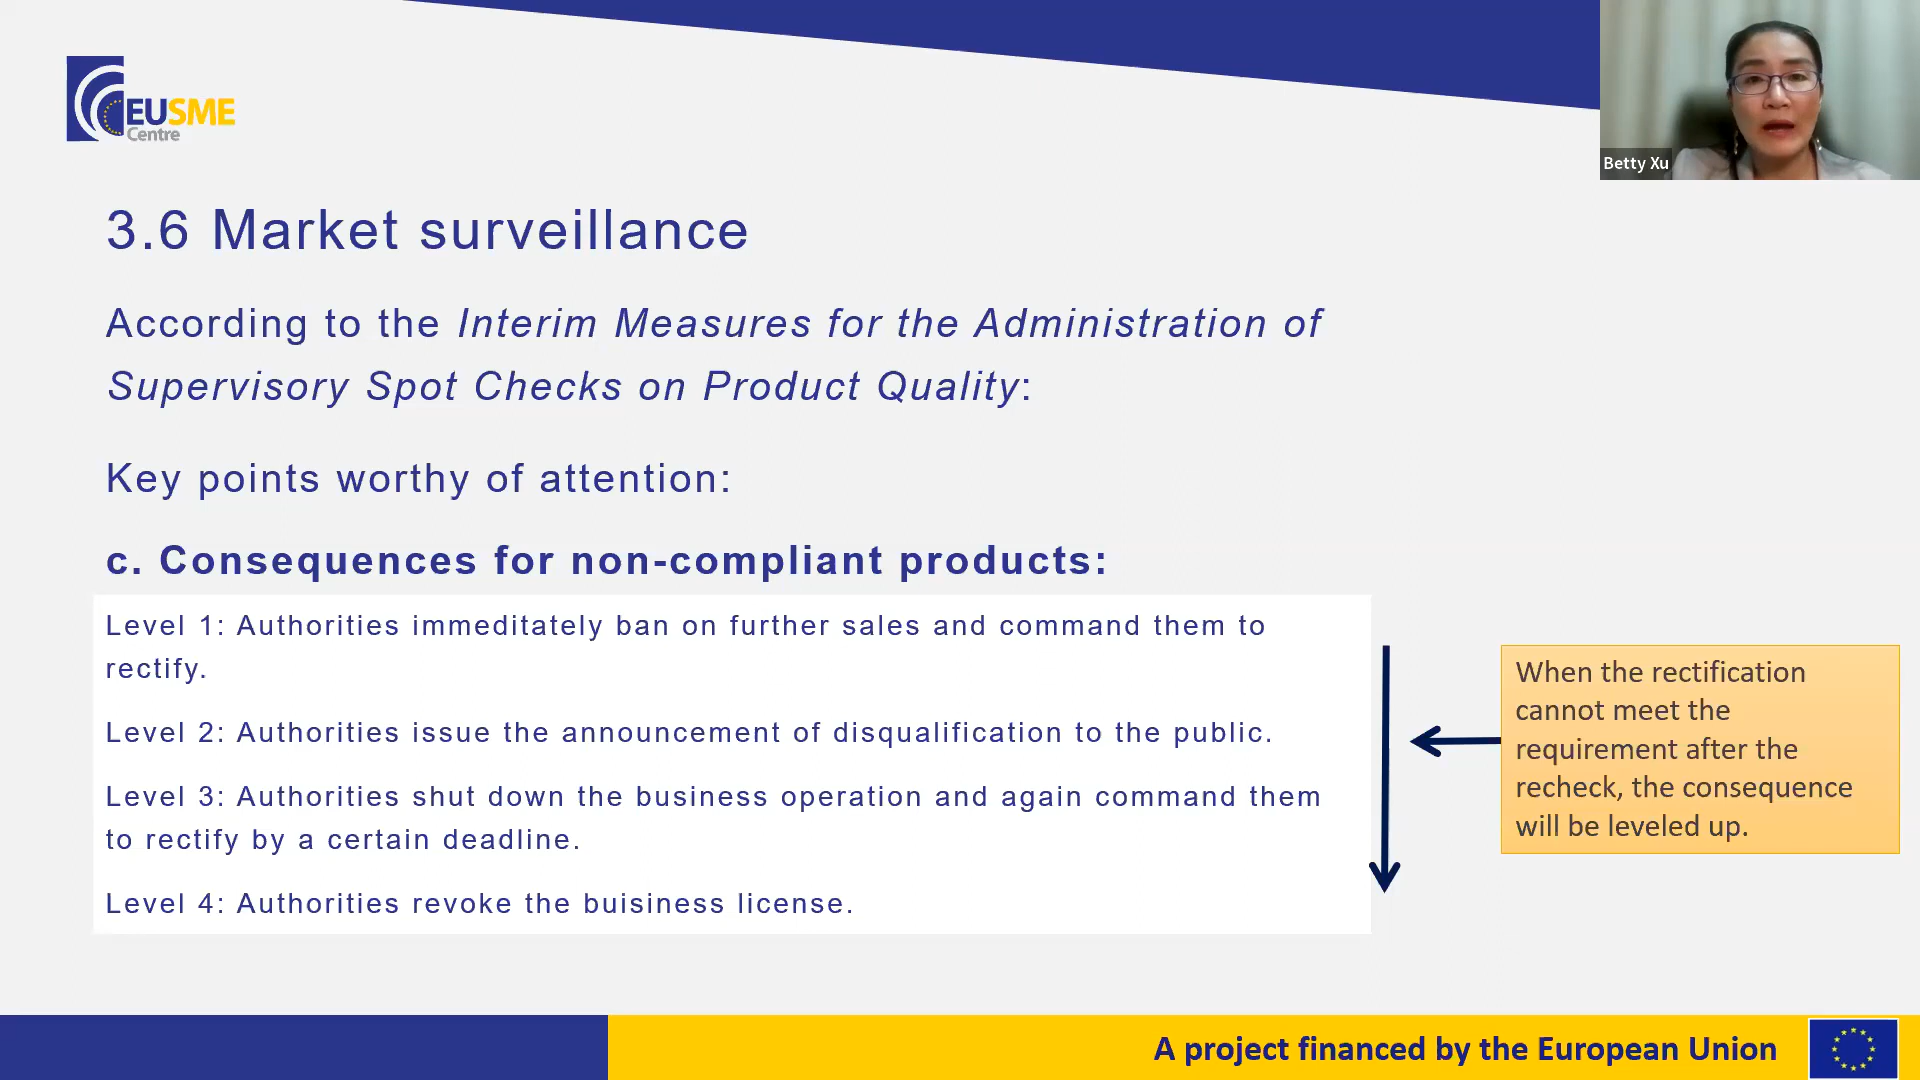 EUSME
Centre
Betty Xu
3.6 Market surveillance
According to the Interim Measures for the Administration of
Supervisory Spot Checks on Product Quality:
Key points worthy of attention:
c. Consequences for non-compliant products:
Level 1: Authorities immeditately ban on further sales and command them to
rectify.
Level 2: Authorities issue the announcement of disqualification to the public.
Level 3: Authorities shut down the business operation and again command them
to rectify by a certain deadline.
Level 4: Authorities revoke the buisiness license.
When the rectification
cannot meet the
requirement after the
recheck, the consequence
will be leveled up.
A project financed by the European Union